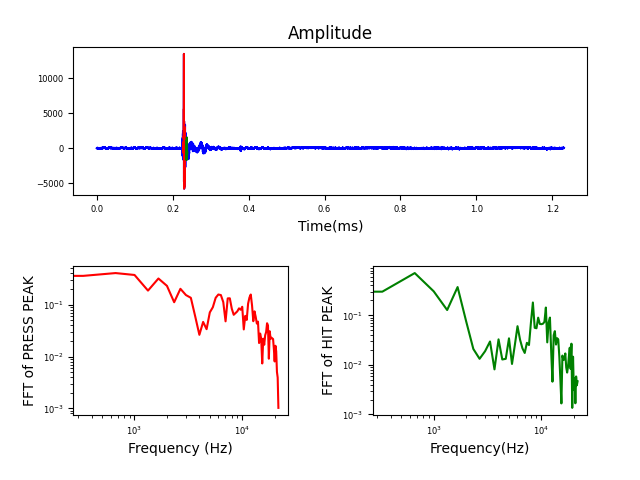 Amplitude
10000
5000
0
−5000
0.0 0.2 0.4 0.6 0.8 1.0 1.2
Time(ms)
FFT of PRESS PEAK
10⁻¹
10⁻²
10⁻³
10³ 10⁴
Frequency (Hz)
FFT of HIT PEAK
10⁻¹
10⁻²
10⁻³
10³ 10⁴
Frequency(Hz)